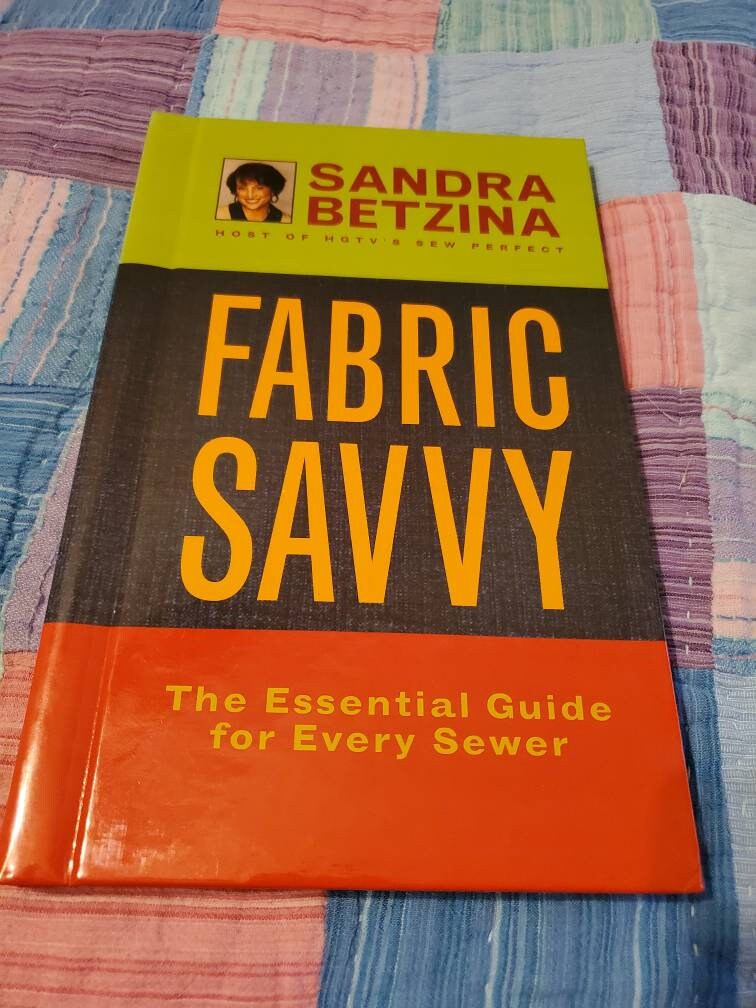 SANDRA
BETZINA
HOST OF HGTV'S SEW PERFECT
FABRIC
SAVVY
The Essential Guide
for Every Sewer